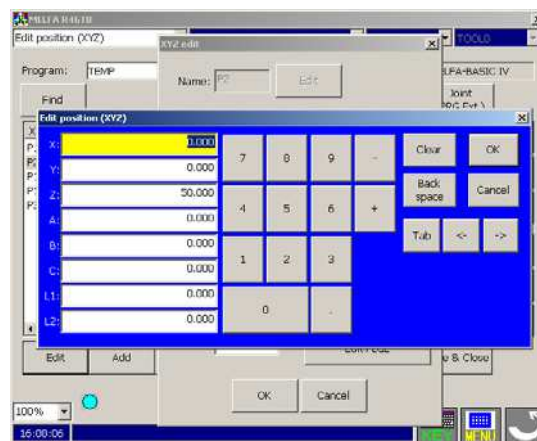 MELFA R46TB
Edit position (XYZ)
TOOL0
XYZ edit
Program: TEMP
Name: P2
Edit
MELFA-BASIC IV
Find
Joint
Edit position (XYZ)
X: 0.000
Y: 0.000
Z: 50.000
A: 0.000
B: 0.000
C: 0.000
L1: 0.000
L2: 0.000
7 8 9 -
4 5 6 +
1 2 3
0 .
Clear OK
Back space Cancel
Tab <- ->
Edit Add
OK Cancel
100%
16:00:06
KEY MENU